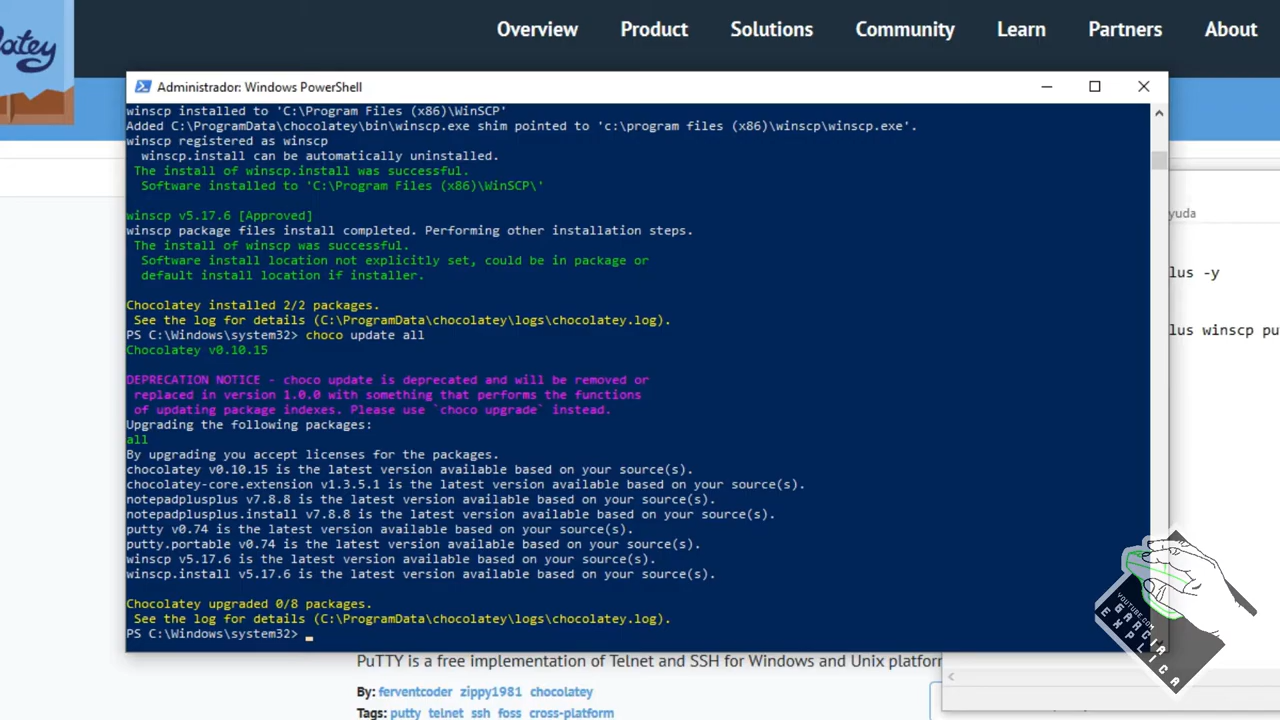 atey
Overview Product Solutions Community Learn Partners About
Administrador: Windows PowerShell
winscp installed to 'C:\Program Files (x86)\WinSCP'
Added C:\ProgramData\chocolatey\bin\winscp.exe shim pointed to 'c:\program files (x86)\winscp\winscp.exe'.
winscp registered as winscp
winscp.install can be automatically uninstalled.
The install of winscp.install was successful.
Software installed to 'C:\Program Files (x86)\WinSCP\'
winscp v5.17.6 [Approved]
winscp package files install completed. Performing other installation steps.
The install of winscp was successful.
Software install location not explicitly set, could be in package or
default install location if installer.
Chocolatey installed 2/2 packages.
See the log for details (C:\ProgramData\chocolatey\logs\chocolatey.log).
PS C:\Windows\system32> choco update all
Chocolatey v0.10.15
DEPRECATION NOTICE - choco update is deprecated and will be removed or
replaced in version 1.0.0 with something that performs the functions
of updating package indexes. Please use `choco upgrade` instead.
Upgrading the following packages:
all
By upgrading you accept licenses for the packages.
chocolatey v0.10.15 is the latest version available based on your source(s).
chocolatey-core.extension v1.3.5.1 is the latest version available based on your source(s).
notepadplusplus v7.8.8 is the latest version available based on your source(s).
notepadplusplus.install v7.8.8 is the latest version available based on your source(s).
putty v0.74 is the latest version available based on your source(s).
putty.portable v0.74 is the latest version available based on your source(s).
winscp v5.17.6 is the latest version available based on your source(s).
winscp.install v5.17.6 is the latest version available based on your source(s).
Chocolatey upgraded 0/8 packages.
See the log for details (C:\ProgramData\chocolatey\logs\chocolatey.log).
PS C:\Windows\system32>
yuda
lus -y
lus winscp pu
PuTTY is a free implementation of Telnet and SSH for Windows and Unix platfor
By: ferventcoder zippy1981 chocolatey
Tags: putty telnet ssh foss cross-platform
YOUTUBE.COM
EGARCIA
EXPLICA